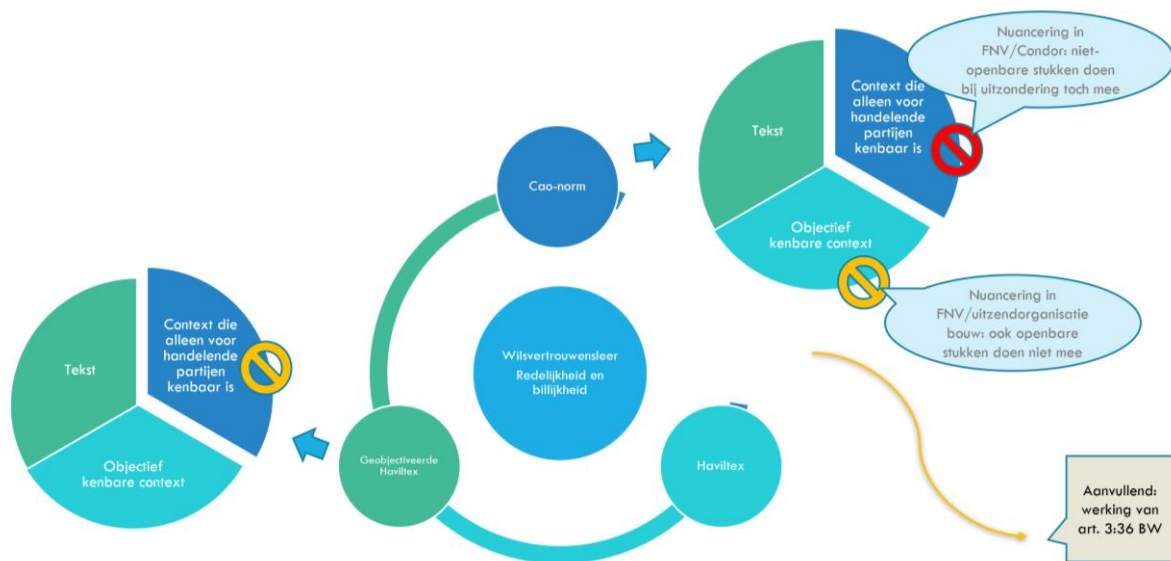 Nuancering in
FNV/Condor: niet-
openbare stukken doen
bij uitzondering toch mee
Context die
alleen voor
handelende
partijen
kenbaar is
Tekst
Objectief
kenbare context
Cao-norm
Nuancering in
FNV/uitzendorganisatie
bouw: ook openbare
stukken doen niet mee
Context die
alleen voor
handelende
partijen
kenbaar is
Tekst
Objectief
kenbare context
Wilsvertrouwensleer
Redelijkheid en
billijkheid
Geobjectiveerde
Haviltex
Haviltex
Aanvullend:
werking van
art. 3:36 BW